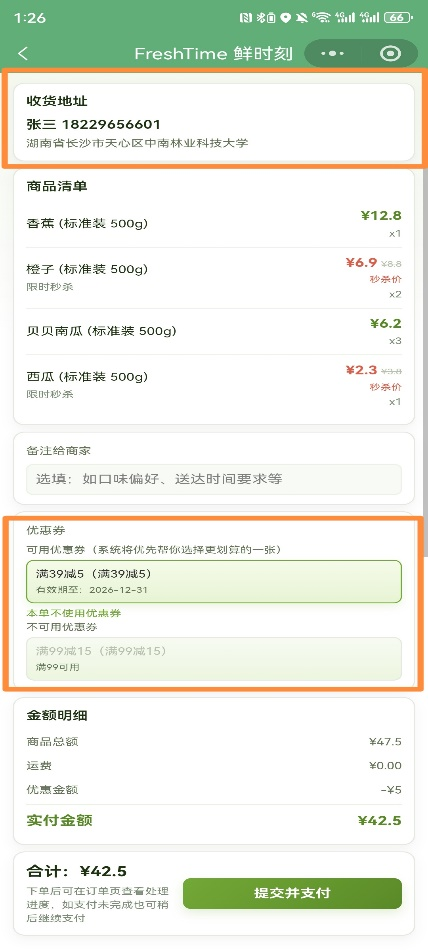 1:26
66
FreshTime 鲜时刻
收货地址
张三 18229656601
湖南省长沙市天心区中南林业科技大学
商品清单
香蕉 (标准装 500g)
¥12.8
x1
橙子 (标准装 500g)
¥6.9 ¥8.8
限时秒杀
秒杀价
x2
贝贝南瓜 (标准装 500g)
¥6.2
x3
西瓜 (标准装 500g)
¥2.3 ¥3.8
限时秒杀
秒杀价
x1
备注给商家
选填：如口味偏好、送达时间要求等
优惠券
可用优惠券（系统将优先帮你选择更划算的一张）
满39减5（满39减5）
有效期至：2026-12-31
本单不使用优惠券
不可用优惠券
满99减15（满99减15）
满99可用
金额明细
商品总额 ¥47.5
运费 ¥0.00
优惠金额 -¥5
实付金额 ¥42.5
合计：¥42.5
下单后可在订单页查看处理
进度，如支付未完成也可稍
后继续支付
提交并支付